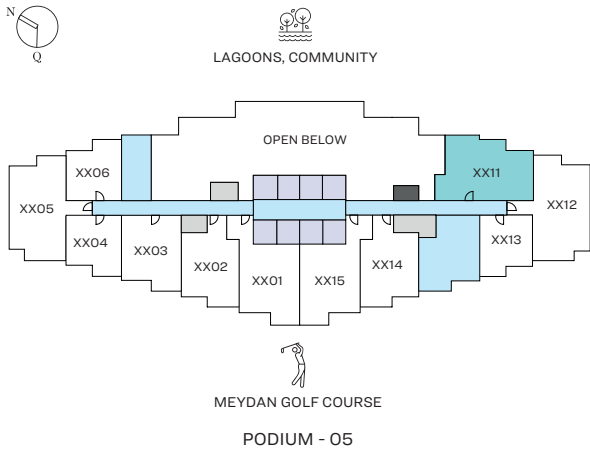 N
Q
LAGOONS, COMMUNITY
OPEN BELOW
XX06
XX11
XX05
XX12
XX04
XX03
XX02
XX01
XX15
XX14
XX13
MEYDAN GOLF COURSE
PODIUM - 05